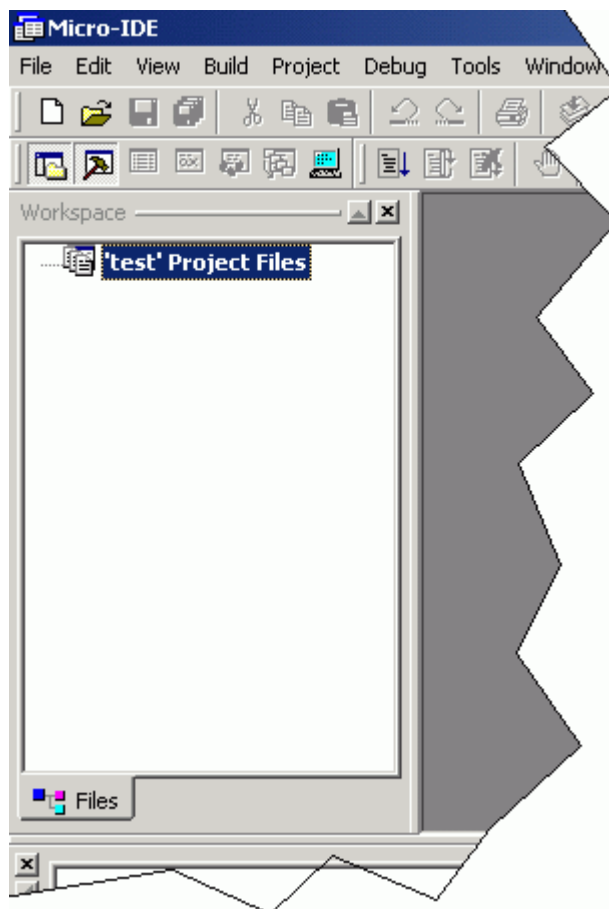 Micro-IDE
File Edit View Build Project Debug Tools Window
Workspace
'test' Project Files
Files